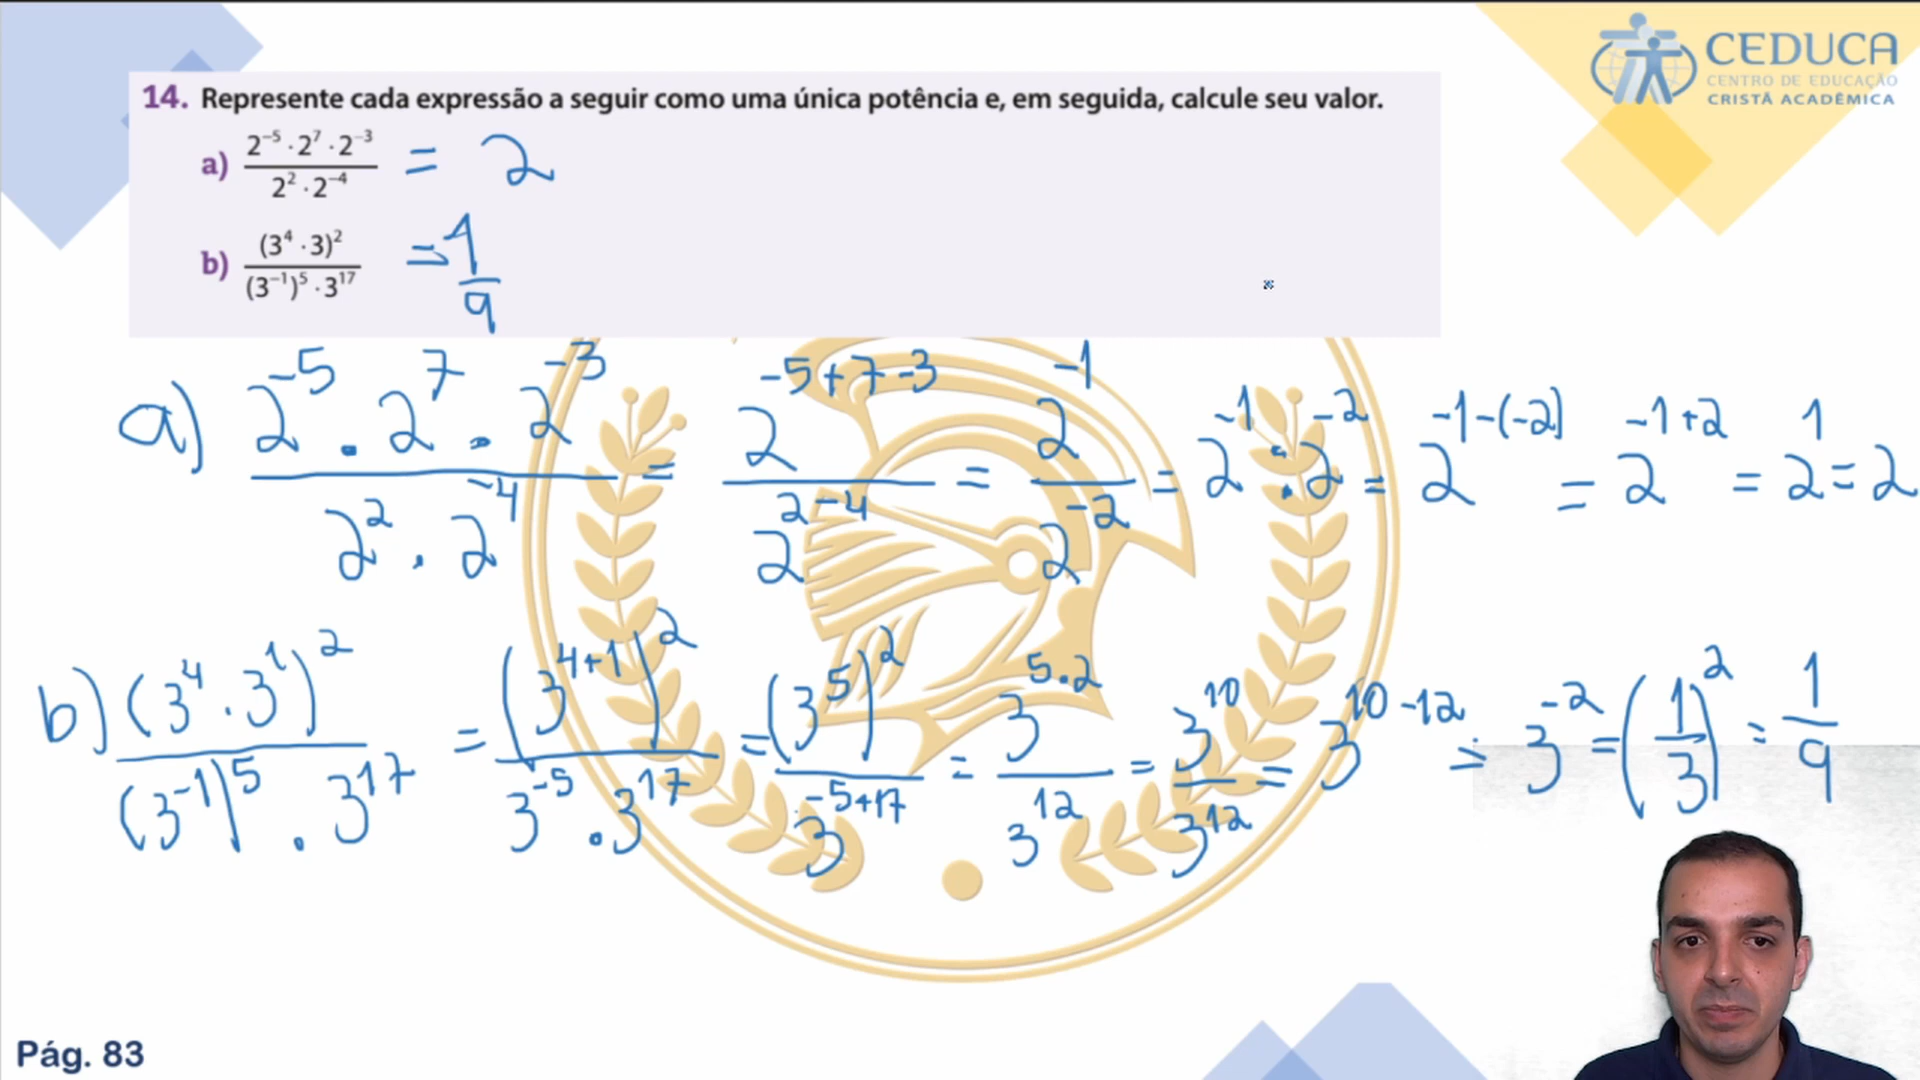 CEDUCA
CENTRO DE EDUCAÇÃO
CRISTÃ ACADÊMICA
14. Represente cada expressão a seguir como uma única potência e, em seguida, calcule seu valor.
a) (2⁻⁵ · 2⁷ · 2⁻³)/(2² · 2⁻⁴) = 2
b) (3⁴ · 3)²/((3⁻¹)⁵ · 3¹⁷) = 1/9
a) (2⁻⁵ . 2⁷ . 2⁻³)/(2² . 2⁻⁴) = 2⁻⁵⁺⁷⁻³/2²⁻⁴ = 2⁻¹/2⁻² = 2⁻¹ : 2⁻² = 2⁻¹⁻⁽⁻²⁾ = 2⁻¹⁺² = 2¹ = 2
b) (3⁴ . 3¹)²/((3⁻¹)⁵ . 3¹⁷) = (3⁴⁺¹)²/(3⁻⁵ . 3¹⁷) = (3⁵)²/3⁻⁵⁺¹⁷ = 3^(5.2)/3¹² = 3¹⁰/3¹² = 3¹⁰⁻¹² = 3⁻² = (1/3)² = 1/9
Pág. 83